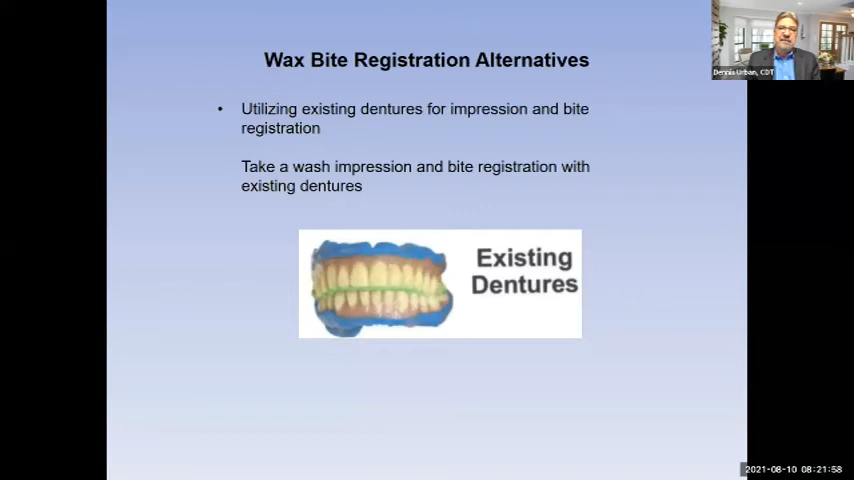 Wax Bite Registration Alternatives
• Utilizing existing dentures for impression and bite
registration
Take a wash impression and bite registration with
existing dentures
Existing
Dentures
Dennis Urban, CDT
2021-08-10 08:21:58